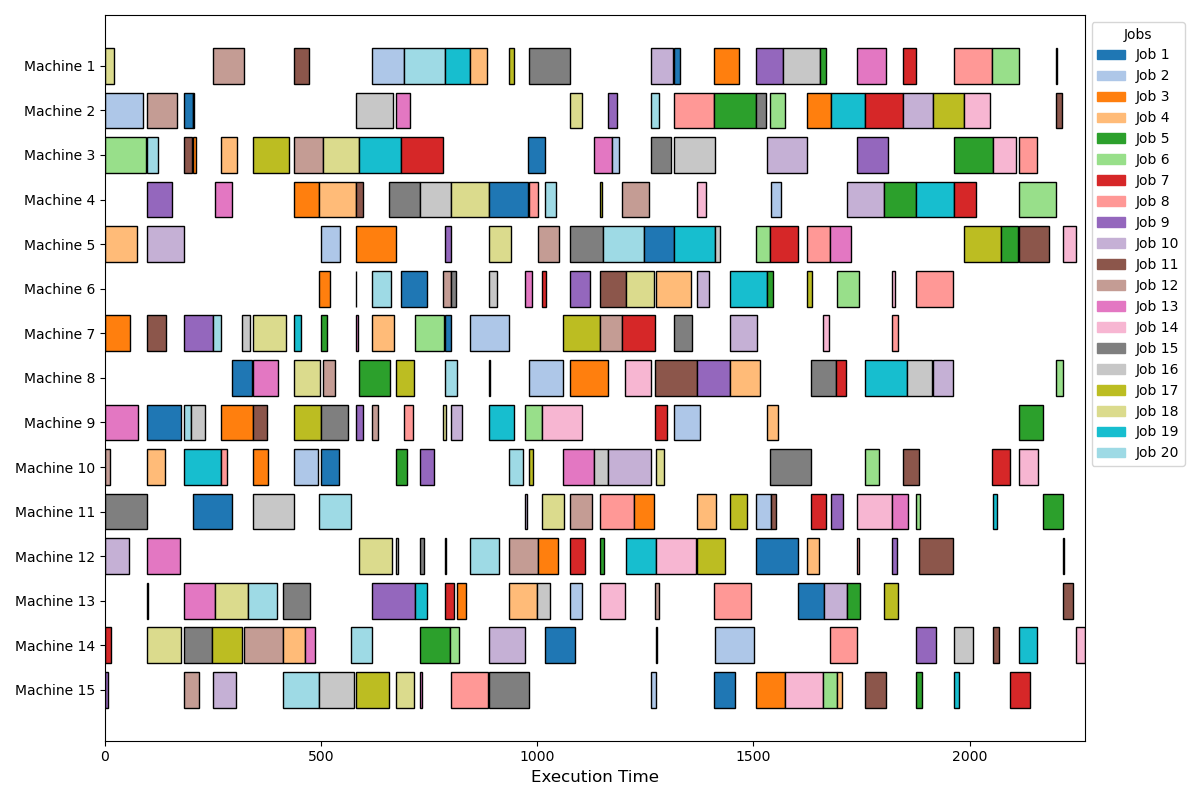 Machine 1
Machine 2
Machine 3
Machine 4
Machine 5
Machine 6
Machine 7
Machine 8
Machine 9
Machine 10
Machine 11
Machine 12
Machine 13
Machine 14
Machine 15
0 500 1000 1500 2000
Execution Time
Jobs
Job 1
Job 2
Job 3
Job 4
Job 5
Job 6
Job 7
Job 8
Job 9
Job 10
Job 11
Job 12
Job 13
Job 14
Job 15
Job 16
Job 17
Job 18
Job 19
Job 20